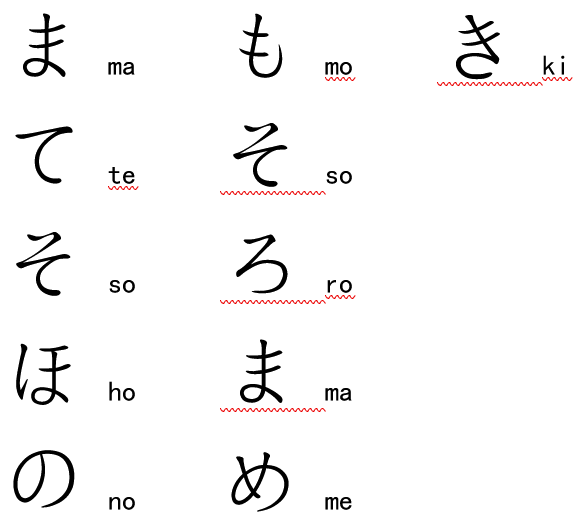 ま ma も mo き ki
て te そ so
そ so ろ ro
ほ ho ま ma
の no め me